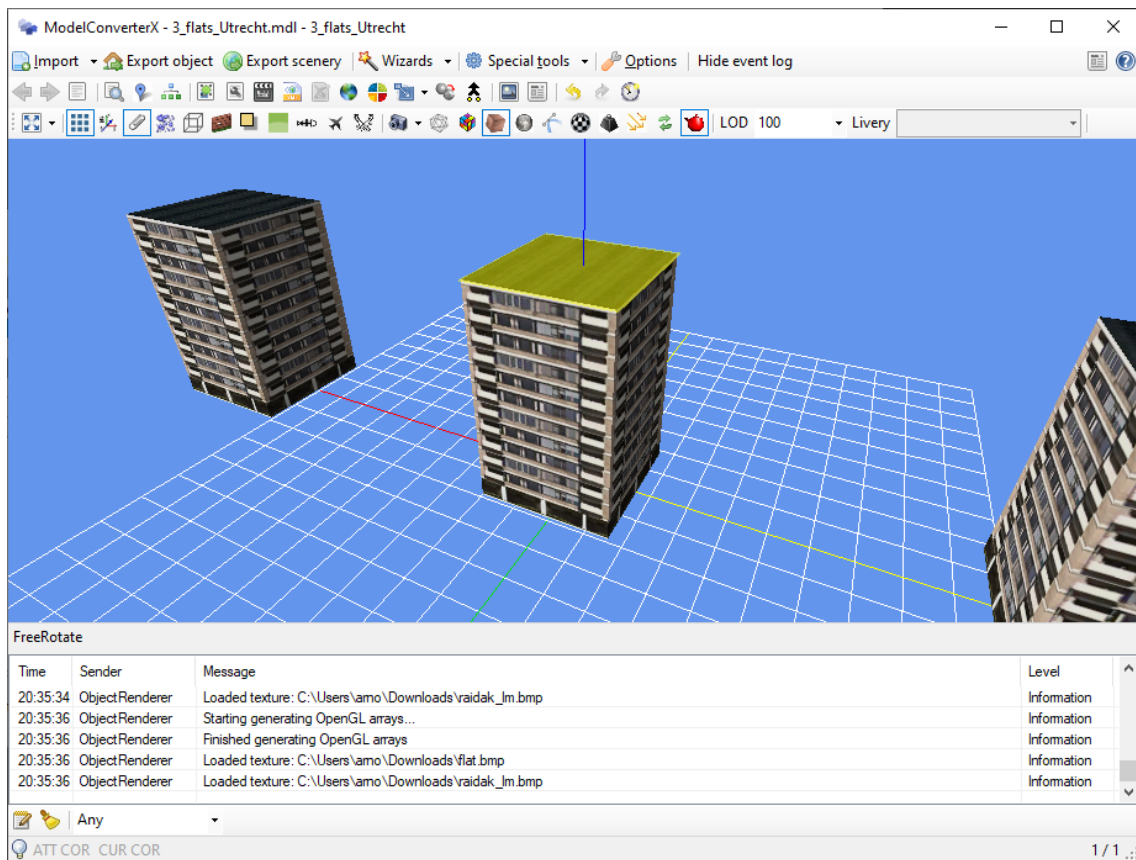 ModelConverterX - 3_flats_Utrecht.mdl - 3_flats_Utrecht
Import Export object Export scenery Wizards Special tools Options Hide event log
LOD 100 Livery
FreeRotate
Time Sender Message Level
20:35:34 ObjectRenderer Loaded texture: C:\Users\arno\Downloads\raidak_lm.bmp Information
20:35:36 ObjectRenderer Starting generating OpenGL arrays... Information
20:35:36 ObjectRenderer Finished generating OpenGL arrays Information
20:35:36 ObjectRenderer Loaded texture: C:\Users\arno\Downloads\flat.bmp Information
20:35:36 ObjectRenderer Loaded texture: C:\Users\arno\Downloads\raidak_lm.bmp Information
Any
ATT COR CUR COR 1 / 1